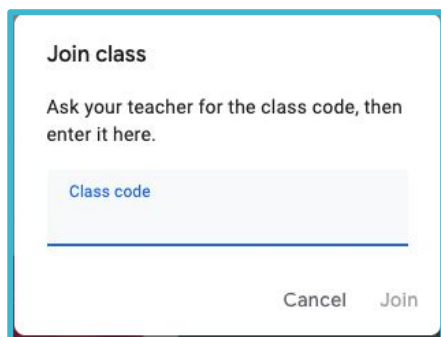 Join class
Ask your teacher for the class code, then
enter it here.
Class code
Cancel Join